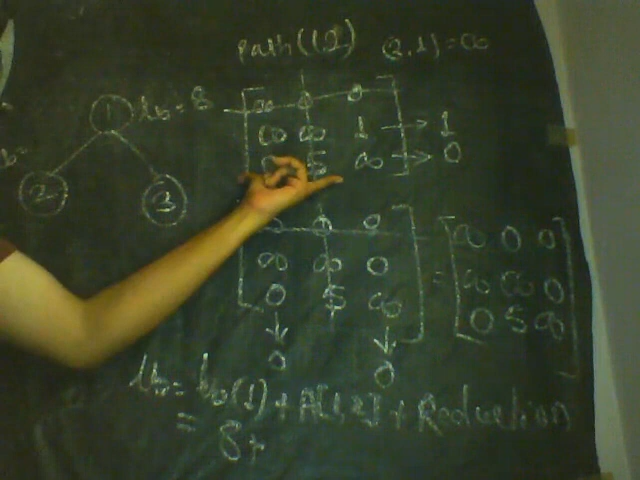 Path(1,2) (2,1)=∞
1 lb = 8
∞ 0 0
∞ ∞ 1 → 1
5 ∞ → 0
2 3
0 0
∞ ∞ 0
0 5 ∞
0 0
= ∞ 0 0
∞ ∞ 0
0 5 ∞
lb = lb(1) + A[1,2] + Reduction
= 8+